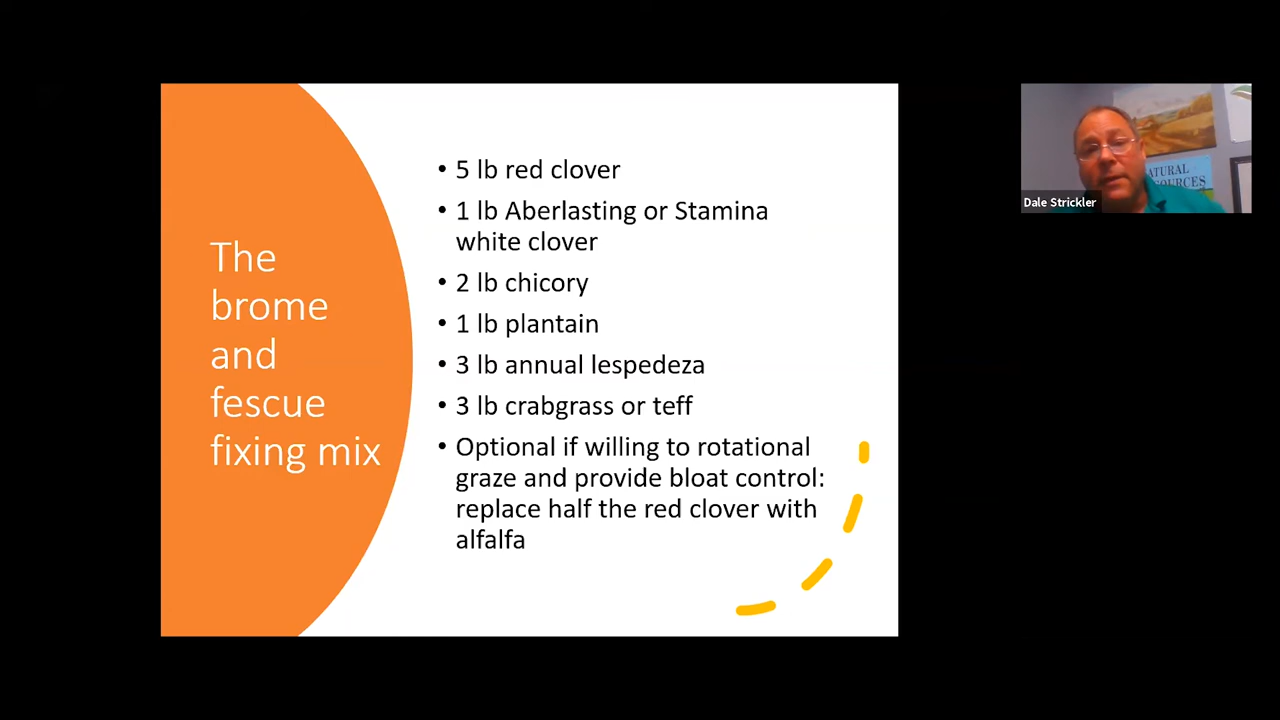 The
brome
and
fescue
fixing mix
• 5 lb red clover
• 1 lb Aberlasting or Stamina
white clover
• 2 lb chicory
• 1 lb plantain
• 3 lb annual lespedeza
• 3 lb crabgrass or teff
• Optional if willing to rotational
graze and provide bloat control:
replace half the red clover with
alfalfa
ATURAL
OURCES
Dale Strickler